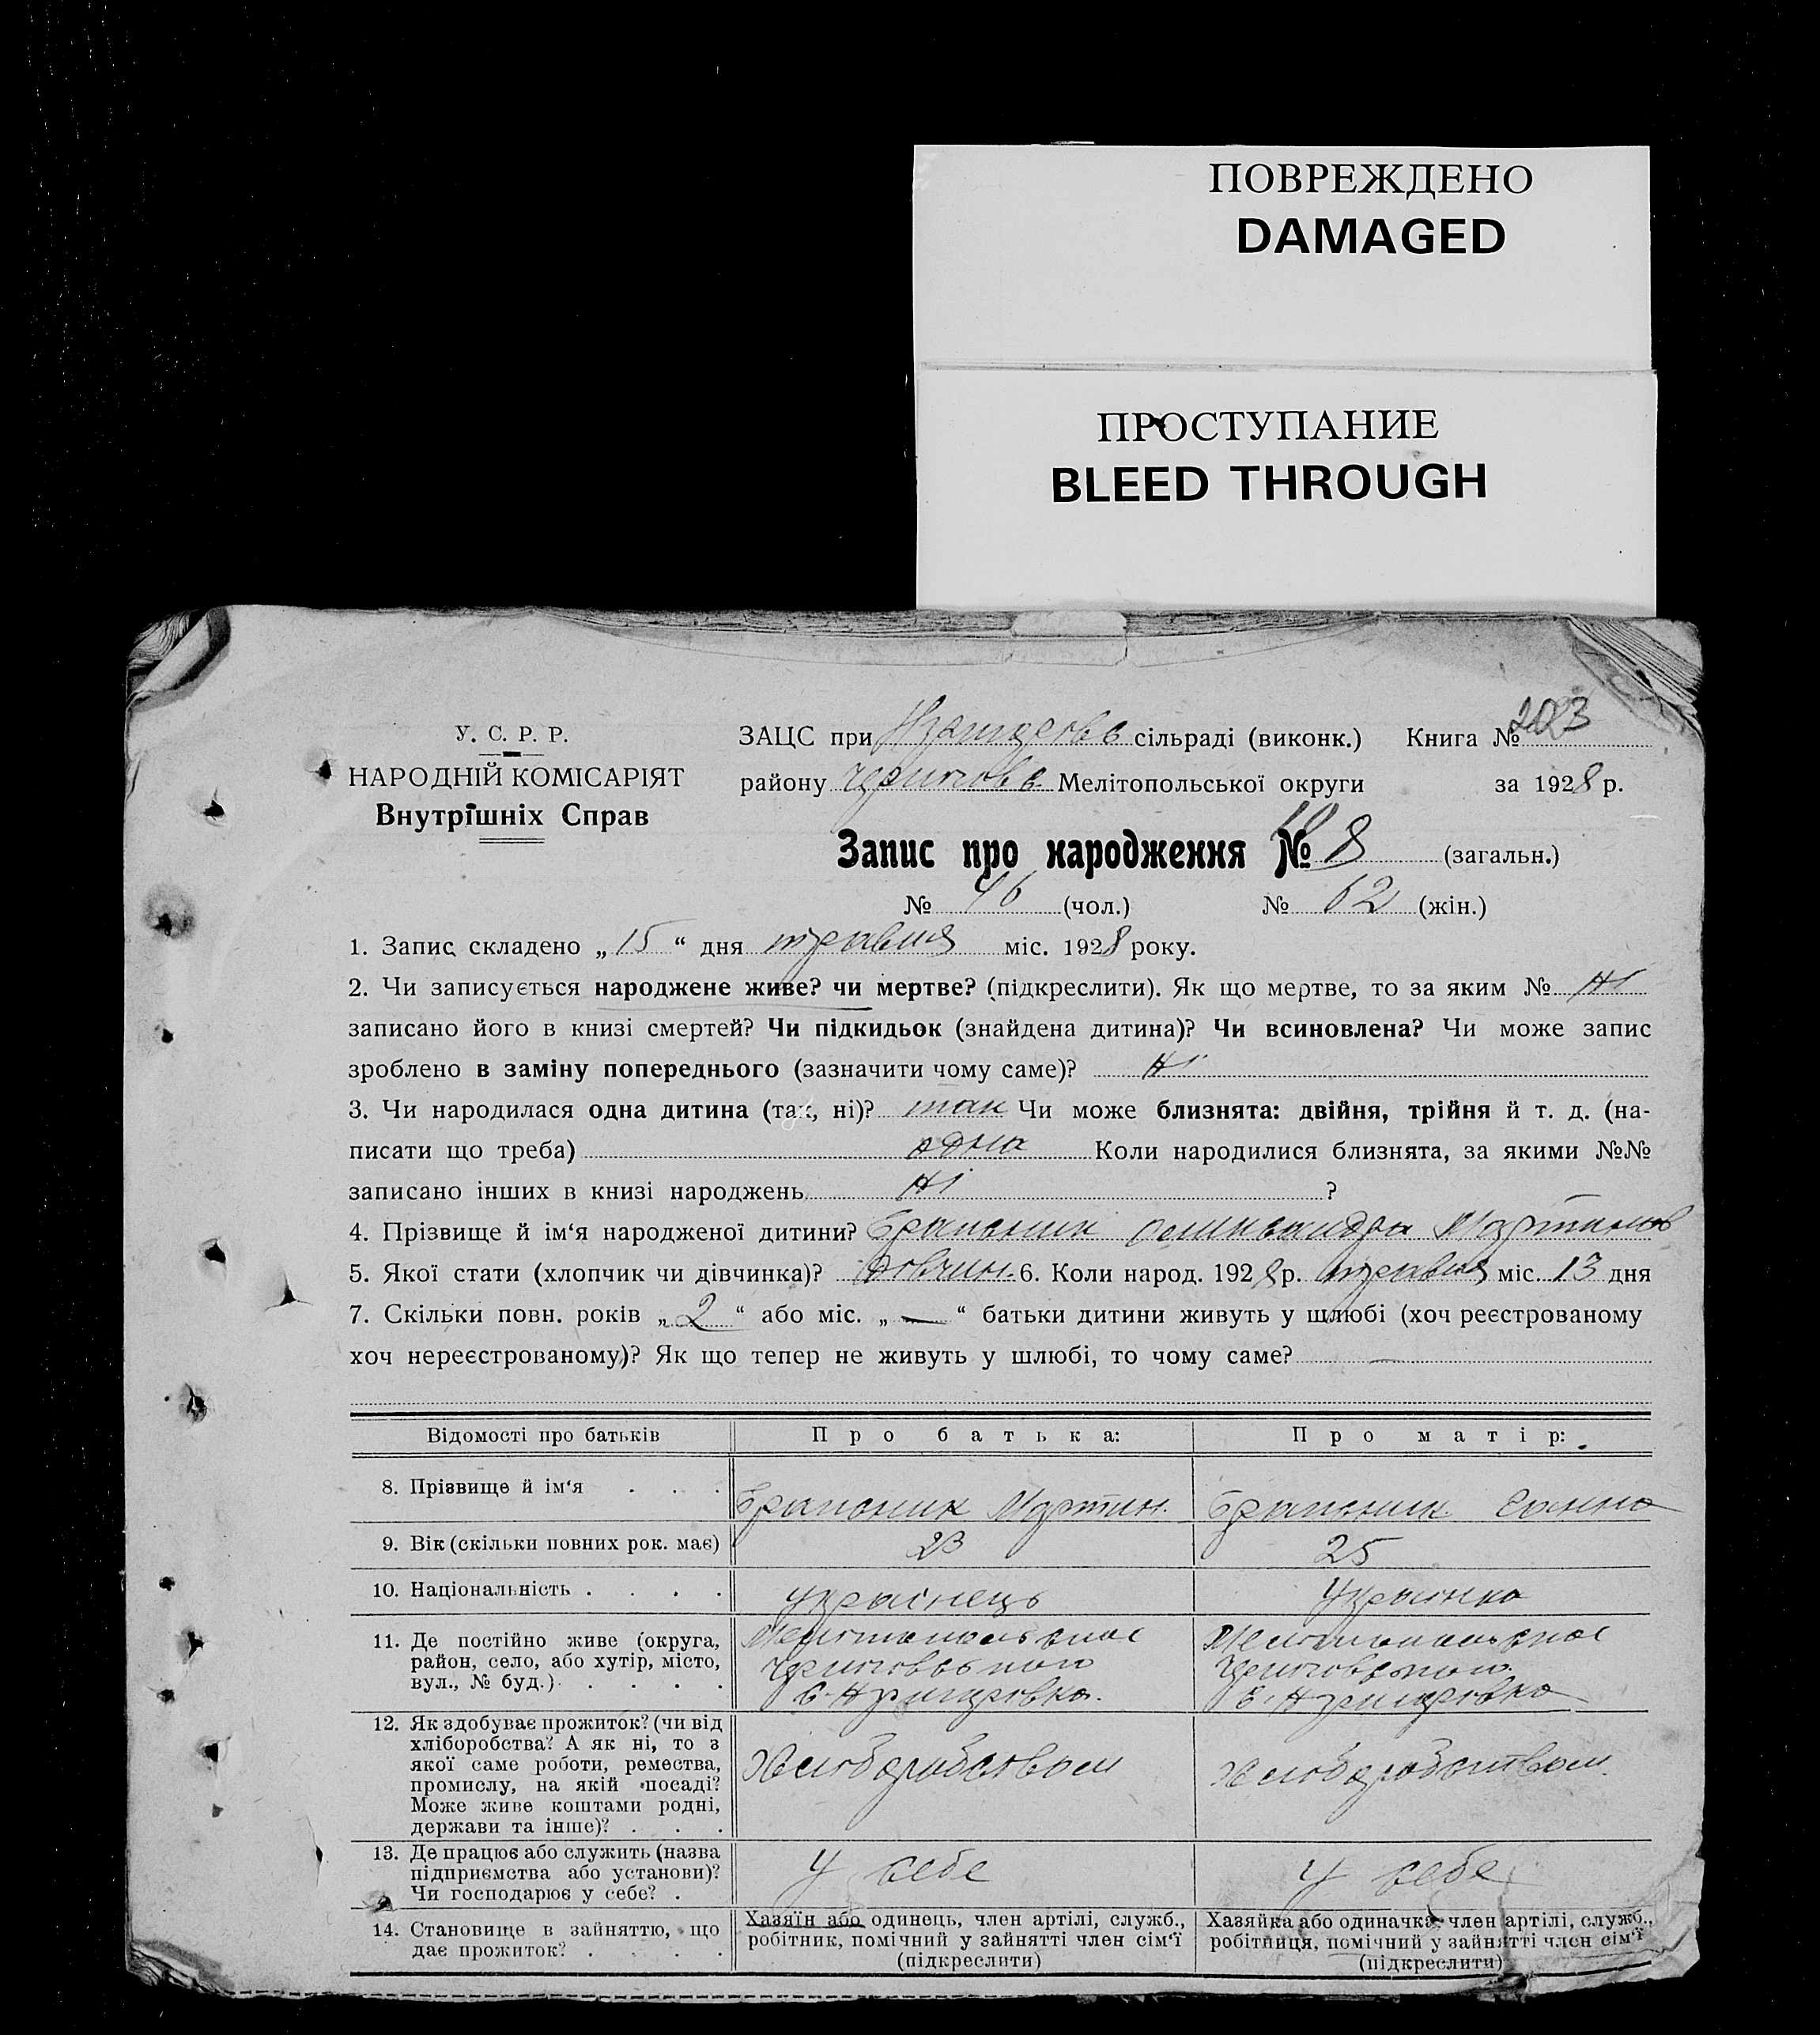 ПОВРЕЖДЕНО
DAMAGED
ПРОСТУПАНИЕ
BLEED THROUGH
У. С. Р. Р.
НАРОДНІЙ КОМІСАРІЯТ
Внутрішніх Справ
ЗАЦС при сільраді (виконк.) Книга № 2023
району Мелітопольської округи за 1928 р.
Запис про народження № 108 (загальн.)
№ 46 (чол.) № 62 (жін.)
1. Запис складено „ 15 “ дня травня міс. 1928 року.
2. Чи записується народжене живе? чи мертве? (підкреслити). Як що мертве, то за яким № ні
записано його в книзі смертей? Чи підкидьок (знайдена дитина)? Чи всиновлена? Чи може запис
зроблено в заміну попереднього (зазначити чому саме)? ні
3. Чи народилася одна дитина (так, ні)? так Чи може близнята: двійня, трійня й т. д. (на-
писати що треба) одна Коли народилися близнята, за якими №№
записано інших в книзі народжень ні ?
4. Прізвище й ім‘я народженої дитини?
5. Якої стати (хлопчик чи дівчинка)? 6. Коли народ. 1928 р. травня міс. 13 дня
7. Скільки повн. років „ 2 “ або міс. „ — “ батьки дитини живуть у шлюбі (хоч реєстрованому
хоч нереєстрованому)? Як що тепер не живуть у шлюбі, то чому саме? —
Відомості про батьків Про батька: Про матір:
8. Прізвище й ім‘я . . . Мартин
9. Вік (скільки повних рок. має) 23 25
10. Національність . . . . українець Українка
11. Де постійно живе (округа,
район, село, або хутір, місто,
вул., № буд.) . . . .
12. Як здобуває прожиток? (чи від
хліборобства? А як ні, то з
якої саме роботи, ремества,
промислу, на якій посаді?
Може живе коштами родні,
держави та інше)? . . .
Хліборобством Хліборобством
13. Де працює або служить (назва
підприємства або установи)?
Чи господарює у себе? .
У себе У себе
14. Становище в зайняттю, що
дає прожиток? . . . .
Хазяїн або одинець, член артілі, служб.,
робітник, помічний у зайнятті член сім‘ї
(підкреслити)
Хазяйка або одиначка, член артілі, служб.,
робітниця, помічний у зайнятті член сім‘ї
(підкреслити)